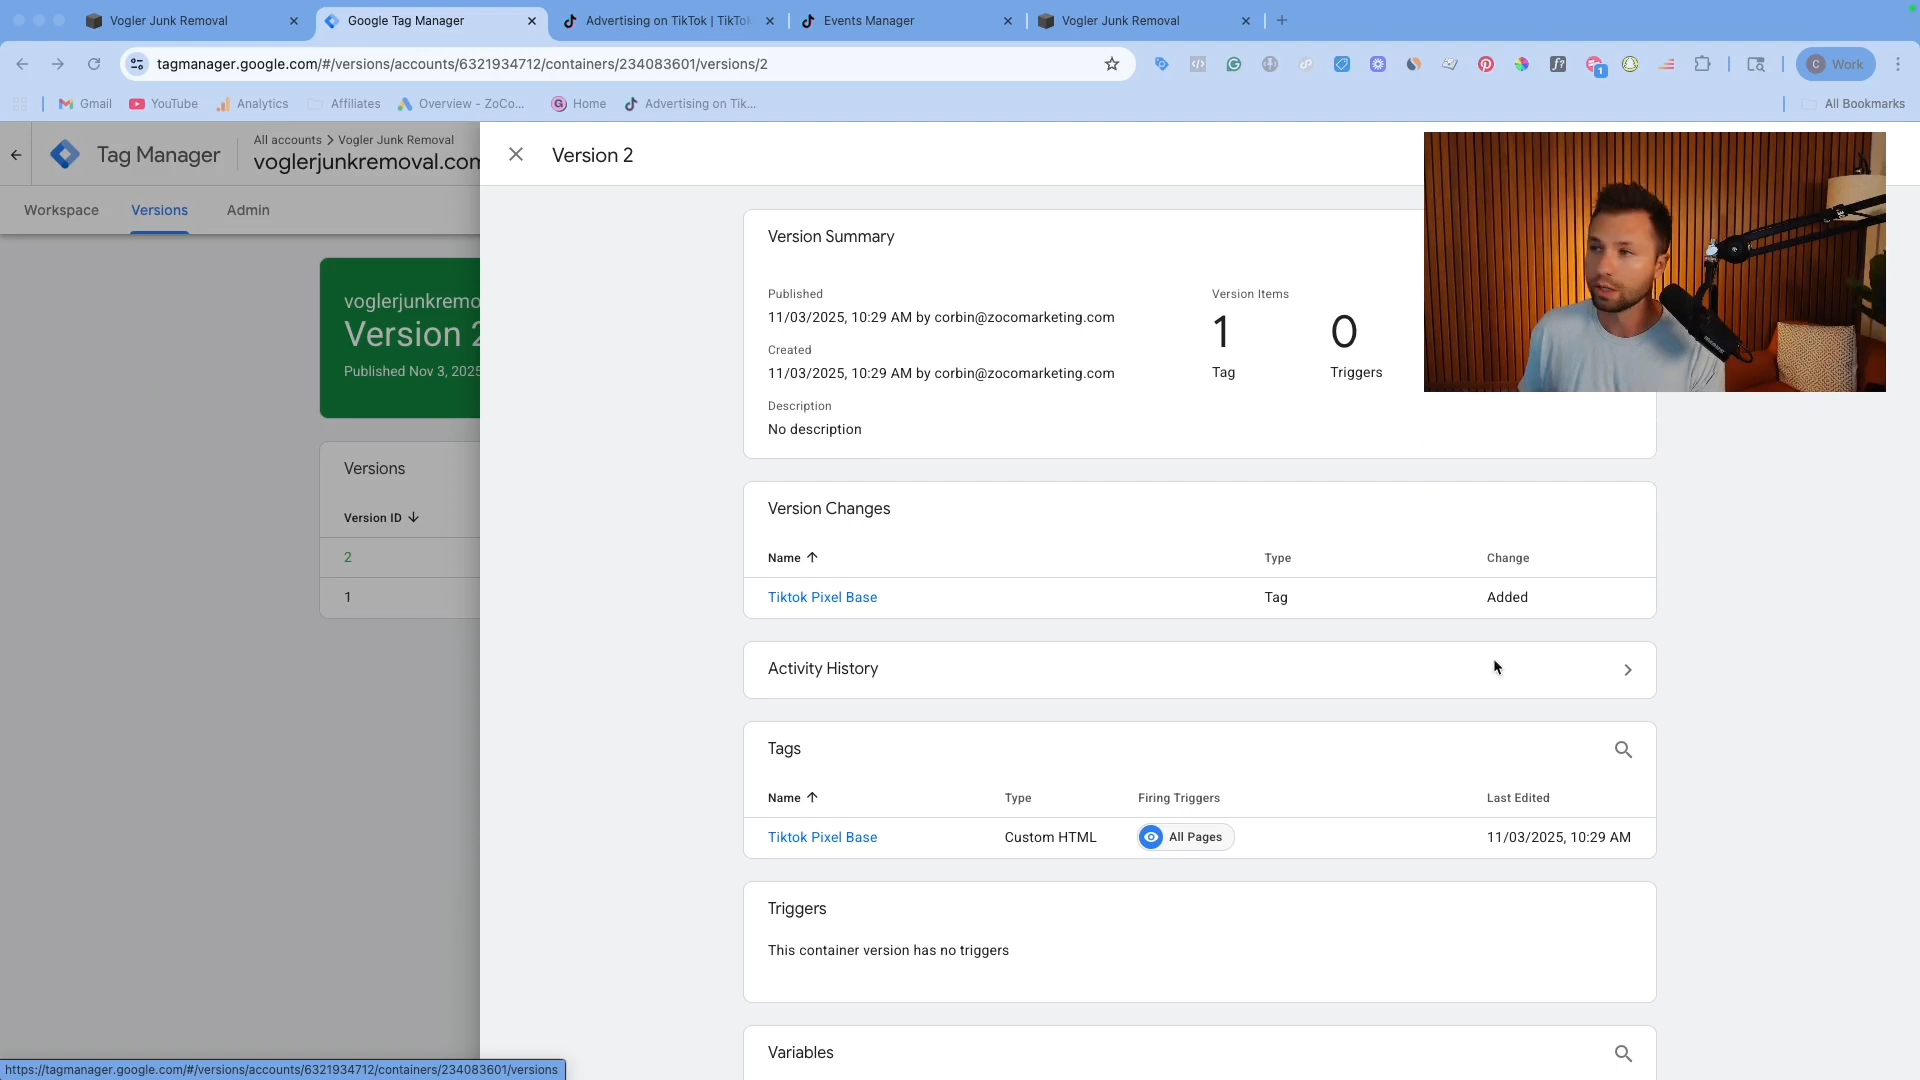 Vogler Junk Removal
Google Tag Manager
Advertising on TikTok | TikTok
Events Manager
Vogler Junk Removal
tagmanager.google.com/#/versions/accounts/6321934712/containers/234083601/versions/2
1
C Work
Gmail
YouTube
Analytics
Affiliates
Overview - ZoCo...
Home
Advertising on Tik...
All Bookmarks
Tag Manager
All accounts > Vogler Junk Removal
voglerjunkremoval.com
Workspace
Versions
Admin
voglerjunkremo
Version 2
Published Nov 3, 2025
Versions
Version ID
2
1
Version 2
Version Summary
Published
11/03/2025, 10:29 AM by corbin@zocomarketing.com
Created
11/03/2025, 10:29 AM by corbin@zocomarketing.com
Description
No description
Version Items
1
Tag
0
Triggers
Version Changes
Name Type Change
Tiktok Pixel Base Tag Added
Activity History
Tags
Name Type Firing Triggers Last Edited
Tiktok Pixel Base Custom HTML All Pages 11/03/2025, 10:29 AM
Triggers
This container version has no triggers
Variables
https://tagmanager.google.com/#/versions/accounts/6321934712/containers/234083601/versions